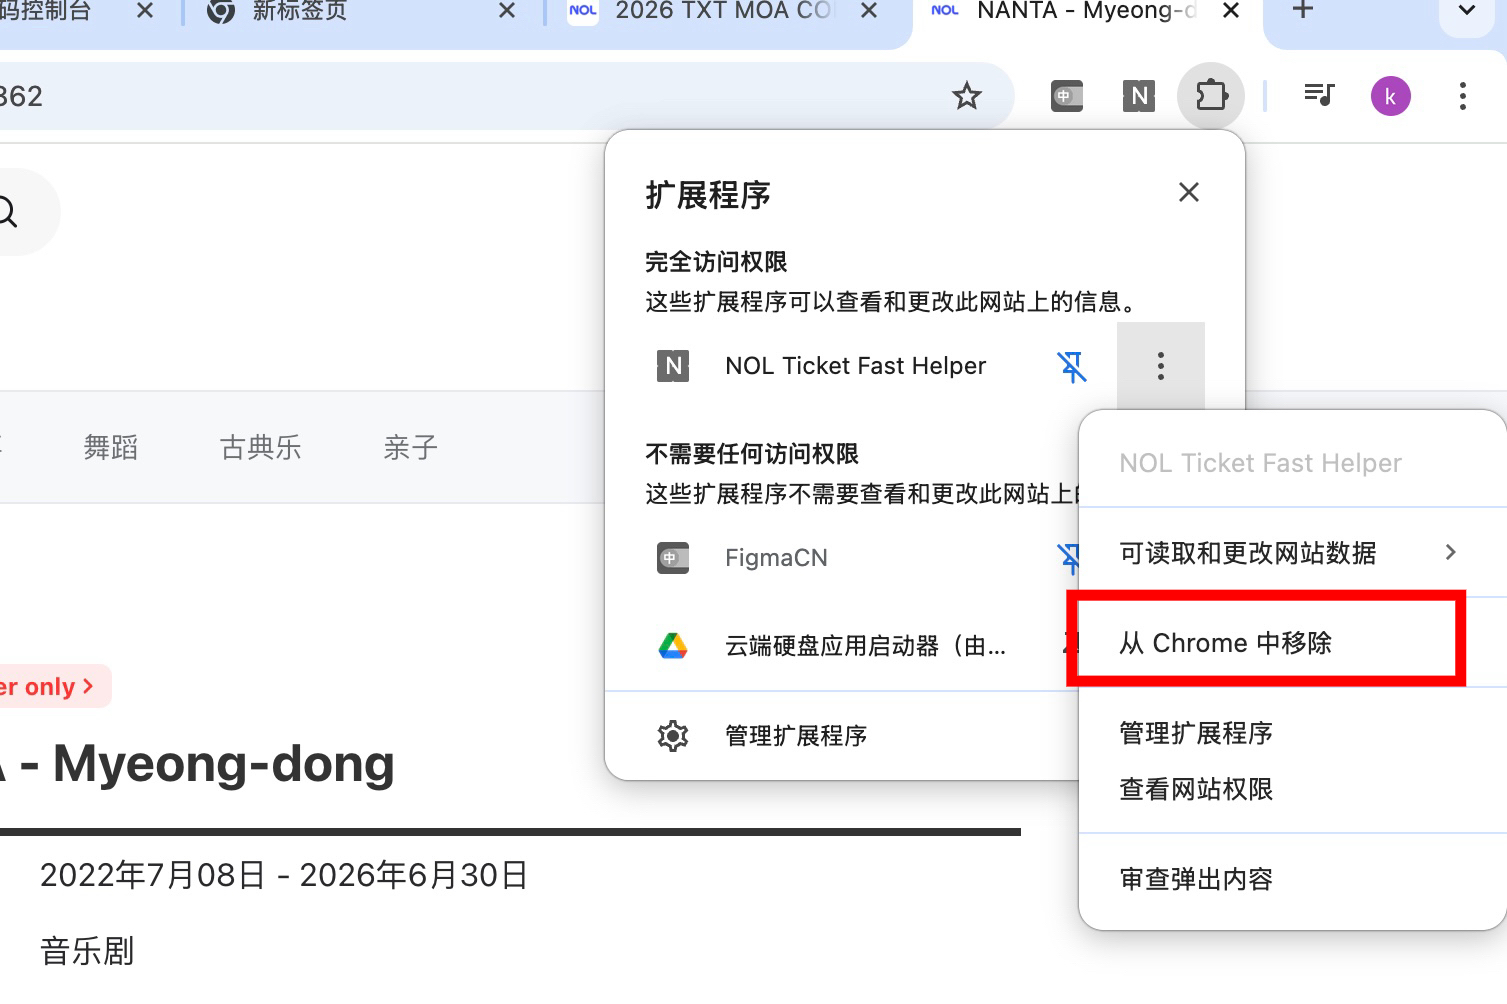 码控制台
新标签页
NOL 2026 TXT MOA CO
NOL NANTA - Myeong-d
362
中
N
k
扩展程序
完全访问权限
这些扩展程序可以查看和更改此网站上的信息。
N NOL Ticket Fast Helper
舞蹈
古典乐
亲子
不需要任何访问权限
这些扩展程序不需要查看和更改此网站上
中 FigmaCN
云端硬盘应用启动器（由...
管理扩展程序
NOL Ticket Fast Helper
可读取和更改网站数据
从 Chrome 中移除
管理扩展程序
查看网站权限
审查弹出内容
er only
A - Myeong-dong
2022年7月08日 - 2026年6月30日
音乐剧